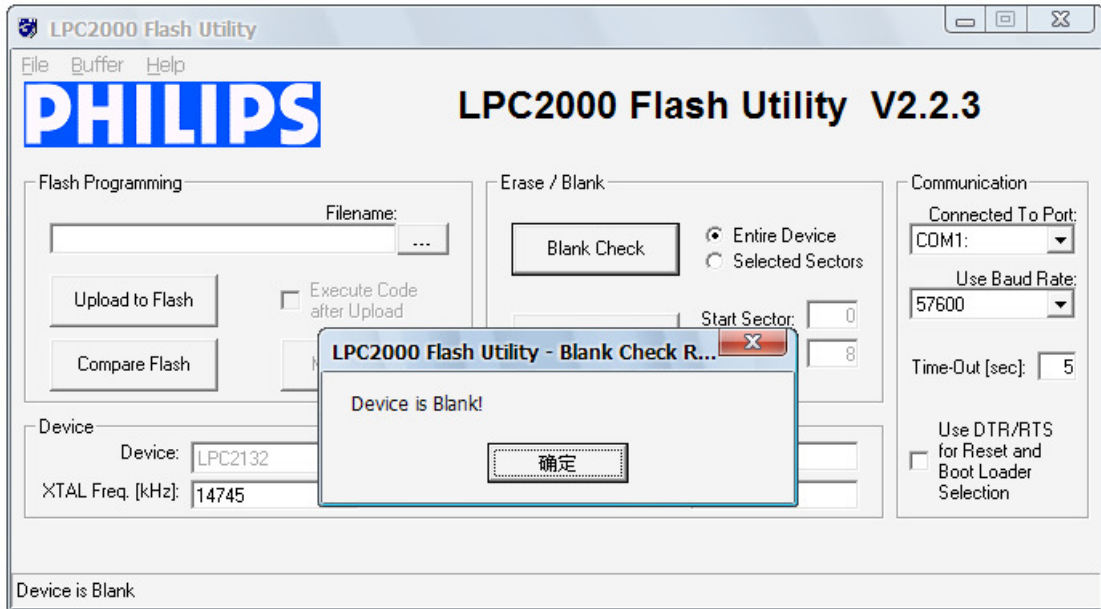 LPC2000 Flash Utility
File Buffer Help
PHILIPS
LPC2000 Flash Utility V2.2.3
Flash Programming
Filename:
...
Upload to Flash
Execute Code
after Upload
Compare Flash
Erase / Blank
Blank Check
Entire Device
Selected Sectors
Start Sector: 0
8
Communication
Connected To Port:
COM1:
Use Baud Rate:
57600
Time-Out [sec]: 5
Use DTR/RTS
for Reset and
Boot Loader
Selection
Device
Device: LPC2132
XTAL Freq. [kHz]: 14745
LPC2000 Flash Utility - Blank Check R...
Device is Blank!
确定
Device is Blank